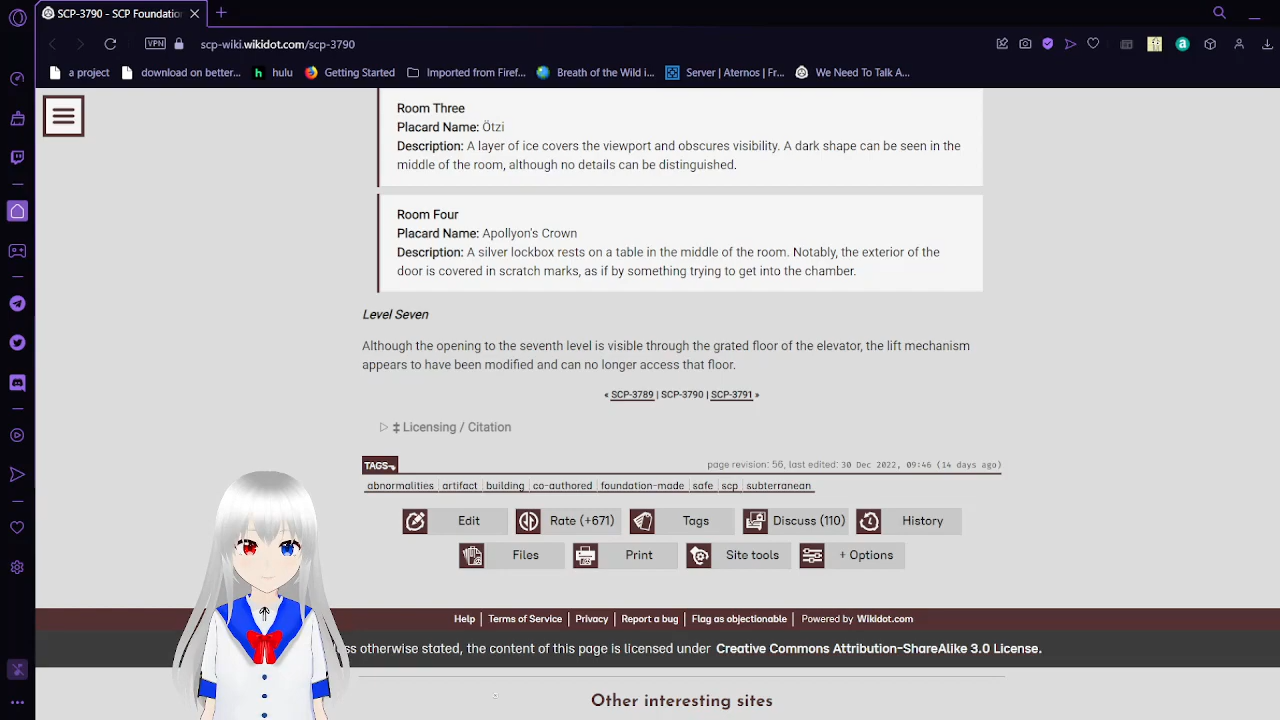 SCP-3790 - SCP Foundatio
VPN scp-wiki.wikidot.com/scp-3790
a project download on better... hulu Getting Started Imported from Firef... Breath of the Wild i... Server | Aternos | Fr... We Need To Talk A...
Room Three
Placard Name: Ötzi
Description: A layer of ice covers the viewport and obscures visibility. A dark shape can be seen in the
middle of the room, although no details can be distinguished.
Room Four
Placard Name: Apollyon's Crown
Description: A silver lockbox rests on a table in the middle of the room. Notably, the exterior of the
door is covered in scratch marks, as if by something trying to get into the chamber.
Level Seven
Although the opening to the seventh level is visible through the grated floor of the elevator, the lift mechanism
appears to have been modified and can no longer access that floor.
« SCP-3789 | SCP-3790 | SCP-3791 »
▷ ‡ Licensing / Citation
TAGS page revision: 56, last edited: 30 Dec 2022, 09:46 (14 days ago)
abnormalities artifact building co-authored foundation-made safe scp subterranean
Edit Rate (+671) Tags Discuss (110) History
Files Print Site tools + Options
Help | Terms of Service | Privacy | Report a bug | Flag as objectionable | Powered by Wikidot.com
ss otherwise stated, the content of this page is licensed under Creative Commons Attribution-ShareAlike 3.0 License.
Other interesting sites